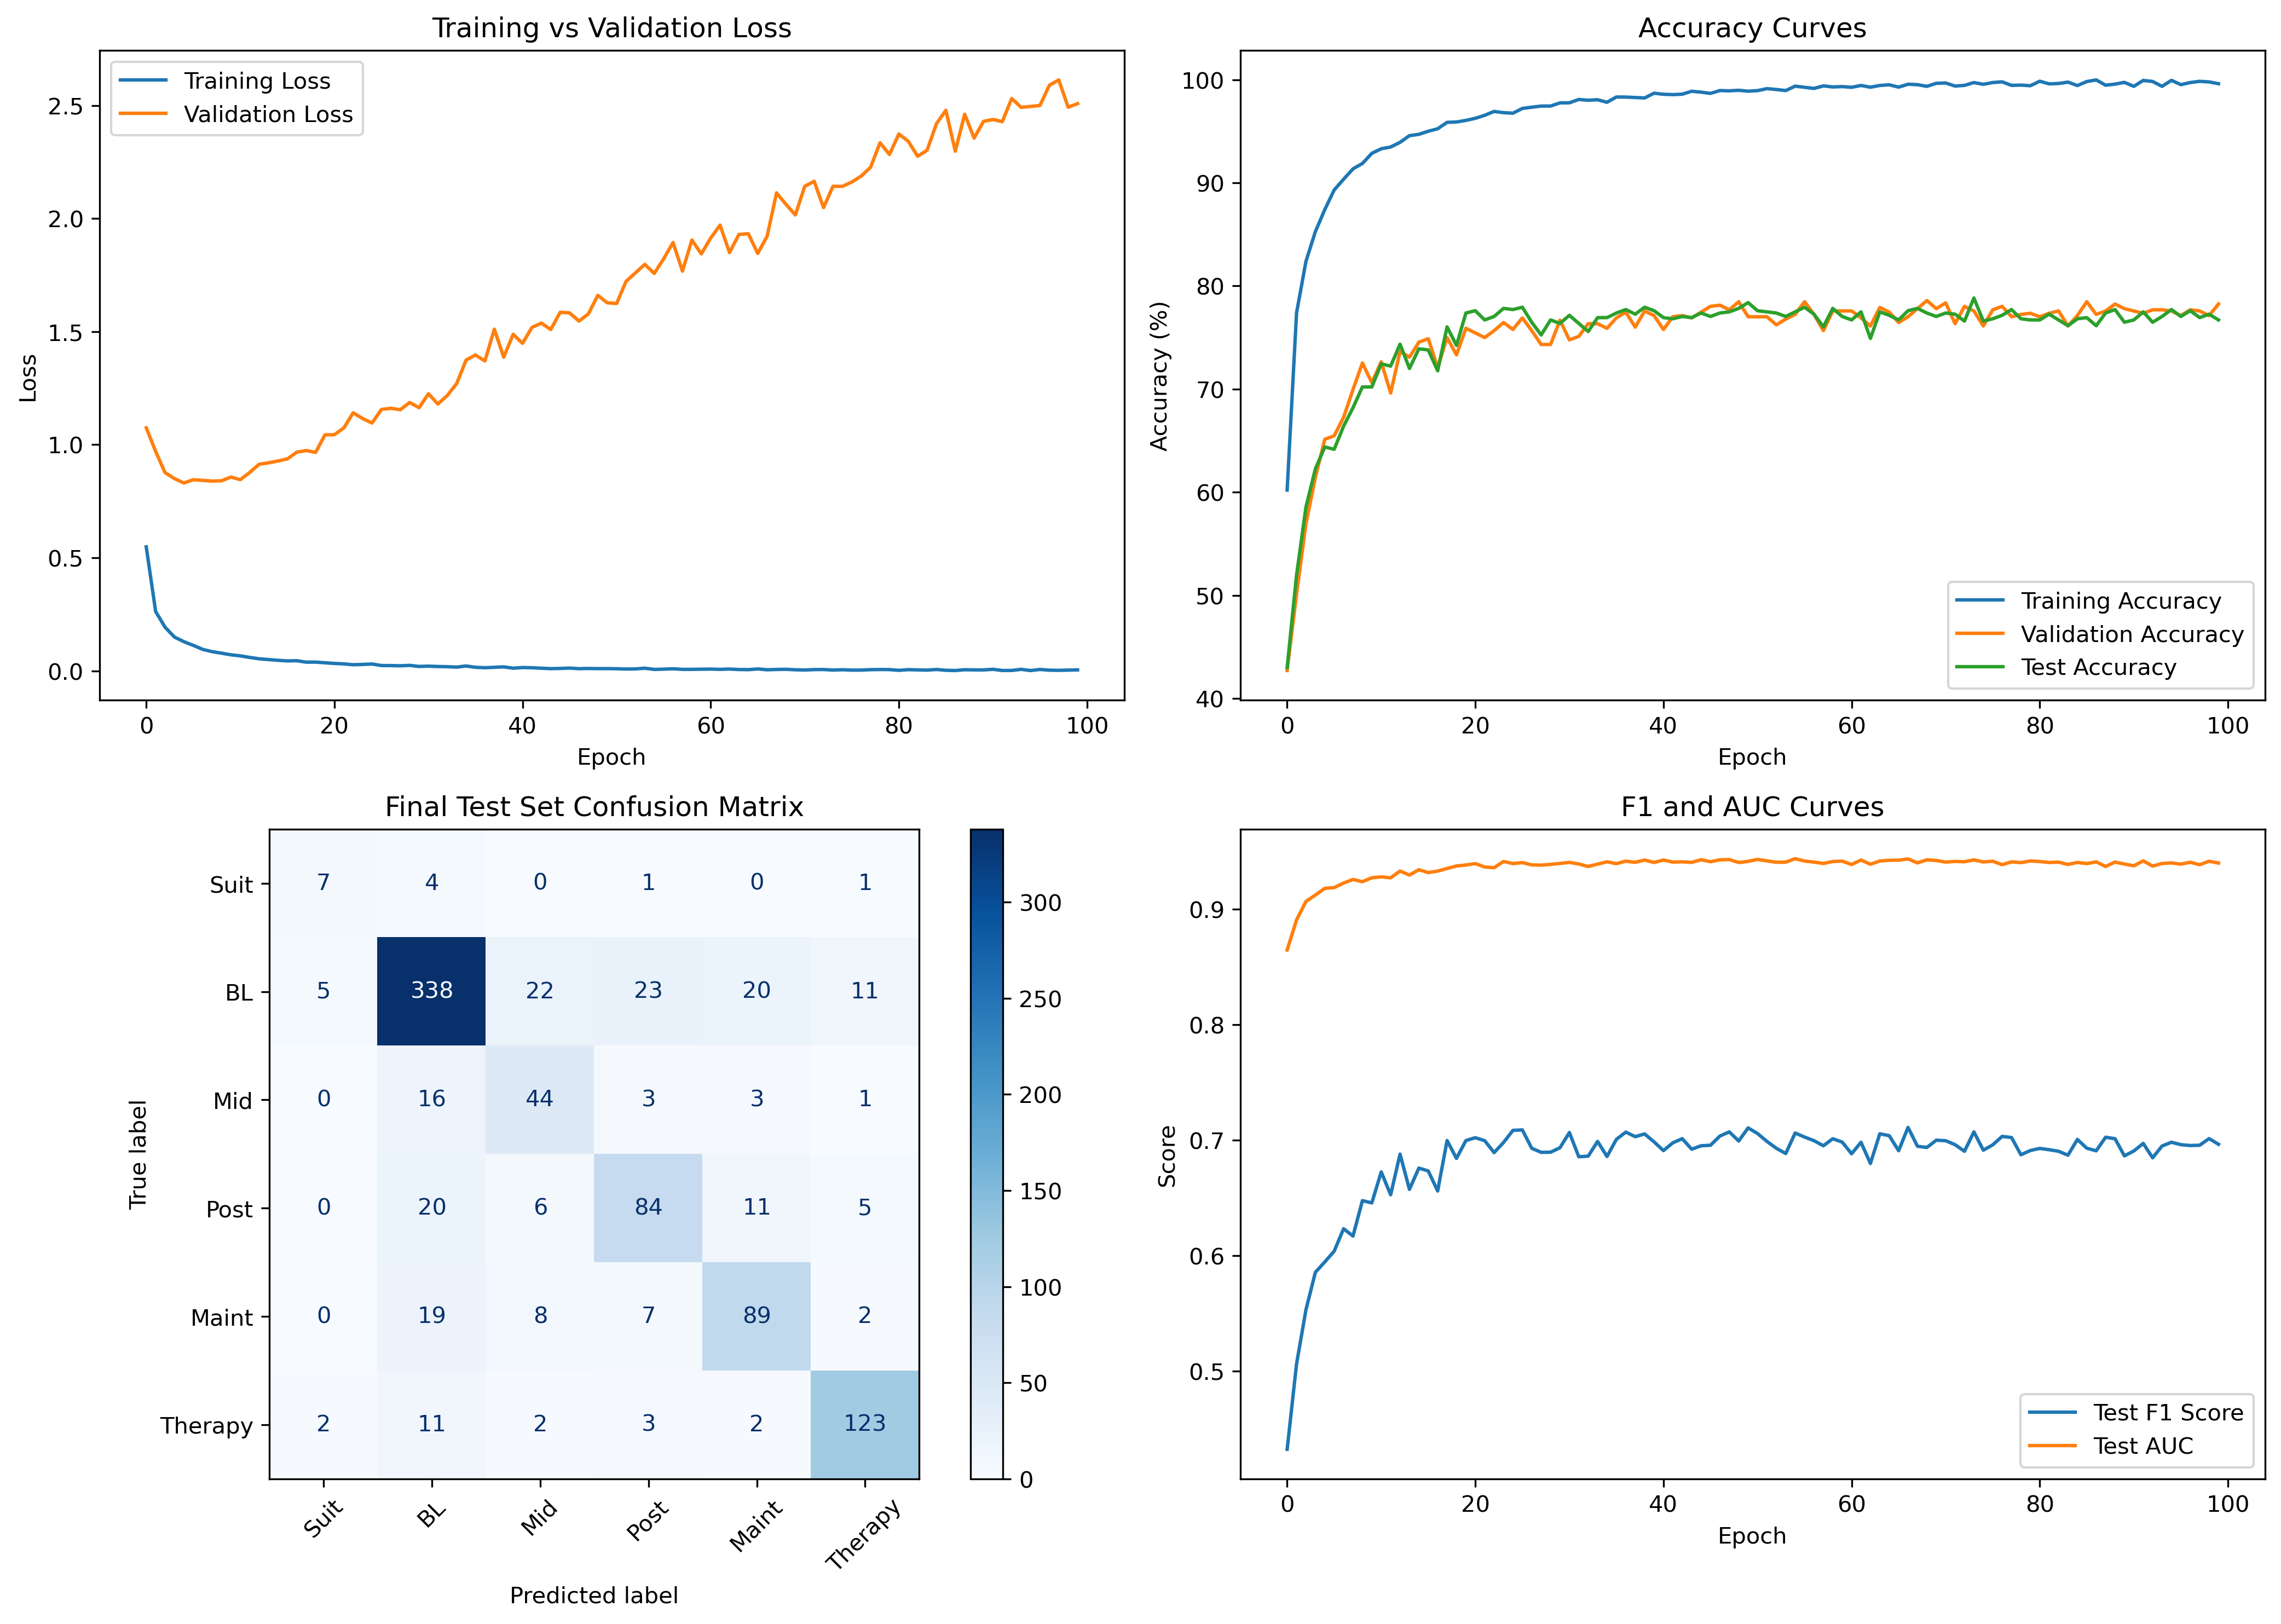 Training vs Validation Loss
Training Loss
Validation Loss
2.5
2.0
1.5
1.0
0.5
0.0
Loss
0 20 40 60 80 100
Epoch
Accuracy Curves
100
90
80
70
60
50
40
Accuracy (%)
Training Accuracy
Validation Accuracy
Test Accuracy
0 20 40 60 80 100
Epoch
Final Test Set Confusion Matrix
True label
Suit 7 4 0 1 0 1
BL 5 338 22 23 20 11
Mid 0 16 44 3 3 1
Post 0 20 6 84 11 5
Maint 0 19 8 7 89 2
Therapy 2 11 2 3 2 123
Suit BL Mid Post Maint Therapy
Predicted label
300
250
200
150
100
50
0
F1 and AUC Curves
0.9
0.8
0.7
0.6
0.5
Score
Test F1 Score
Test AUC
0 20 40 60 80 100
Epoch